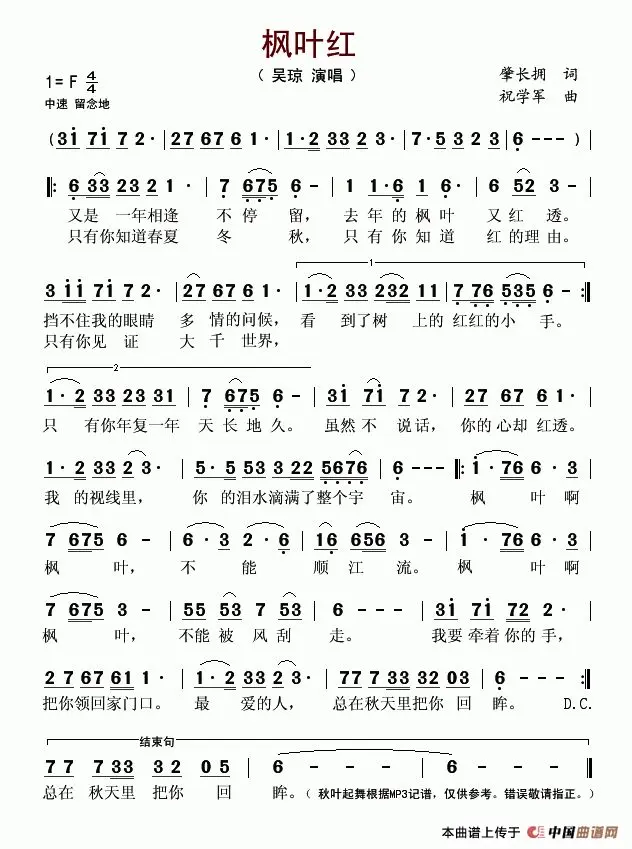 枫叶红
（ 吴琼 演唱 ）
1= F 4/4
肇长拥 词
中速 留念地
祝学军 曲
( 3i 7i 7 2· | 27 67 6 1· | 1·2 33 2 3· | 7·5 3 2 3· | 6 - - - )
|: 6 33 23 2 1· | 7 675 6 - | 1 1·6 1 6· | 6 52 3 - |
又是 一年相逢 不 停 留， 去 年 的 枫 叶 又 红 透。
只有你知道春夏 冬 秋， 只 有 你 知 道 红 的 理 由。
1
3 ii 7i 7 2· | 27 67 6 1· | 1·2 33 232 11 | 7 76 535 6 - :|
挡不住我的眼睛 多 情的问候， 看 到了树 上的 红红的小 手。
只有你见 证 大 千 世界，
2
1·2 33 23 31 | 7 675 6 - | 3i 7i 7 2· | 27 67 6 1· |
只 有你年复一年 天 长 地 久。 虽然 不 说话， 你的 心却 红透。
1·2 33 2 3· | 5·5 53 3 22 5676 | 6 - - - |: i·76 6·3 |
我 的 视线 里， 你 的 泪水 滴满了 整个 宇 宙。 枫 叶 啊
7 675 6 - | 6·3 2·6 | 16 656 3 - | i·76 6·3 |
枫 叶， 不 能 顺 江 流。 枫 叶 啊
7 675 3 - | 55 53 7 53 | 6 - - - | 3i 7i 72 2· |
枫 叶， 不能 被 风 刮 走。 我要 牵着 你的 手，
2 7 67 61 1· | 1·2 33 2 3· | 77 7 33 32 03 | 6 - - - :|
把你领回家门口。 最 爱的人， 总在秋天里把你 回 眸。 D.C.
结束句
7 7 7 33 3 2 0 5 | 6 - - - | 6 - - - ‖
总在 秋天里 把你 回 眸。（ 秋叶起舞根据MP3记谱，仅供参考。错误敬请指正。）
本曲谱上传于 中国曲谱网